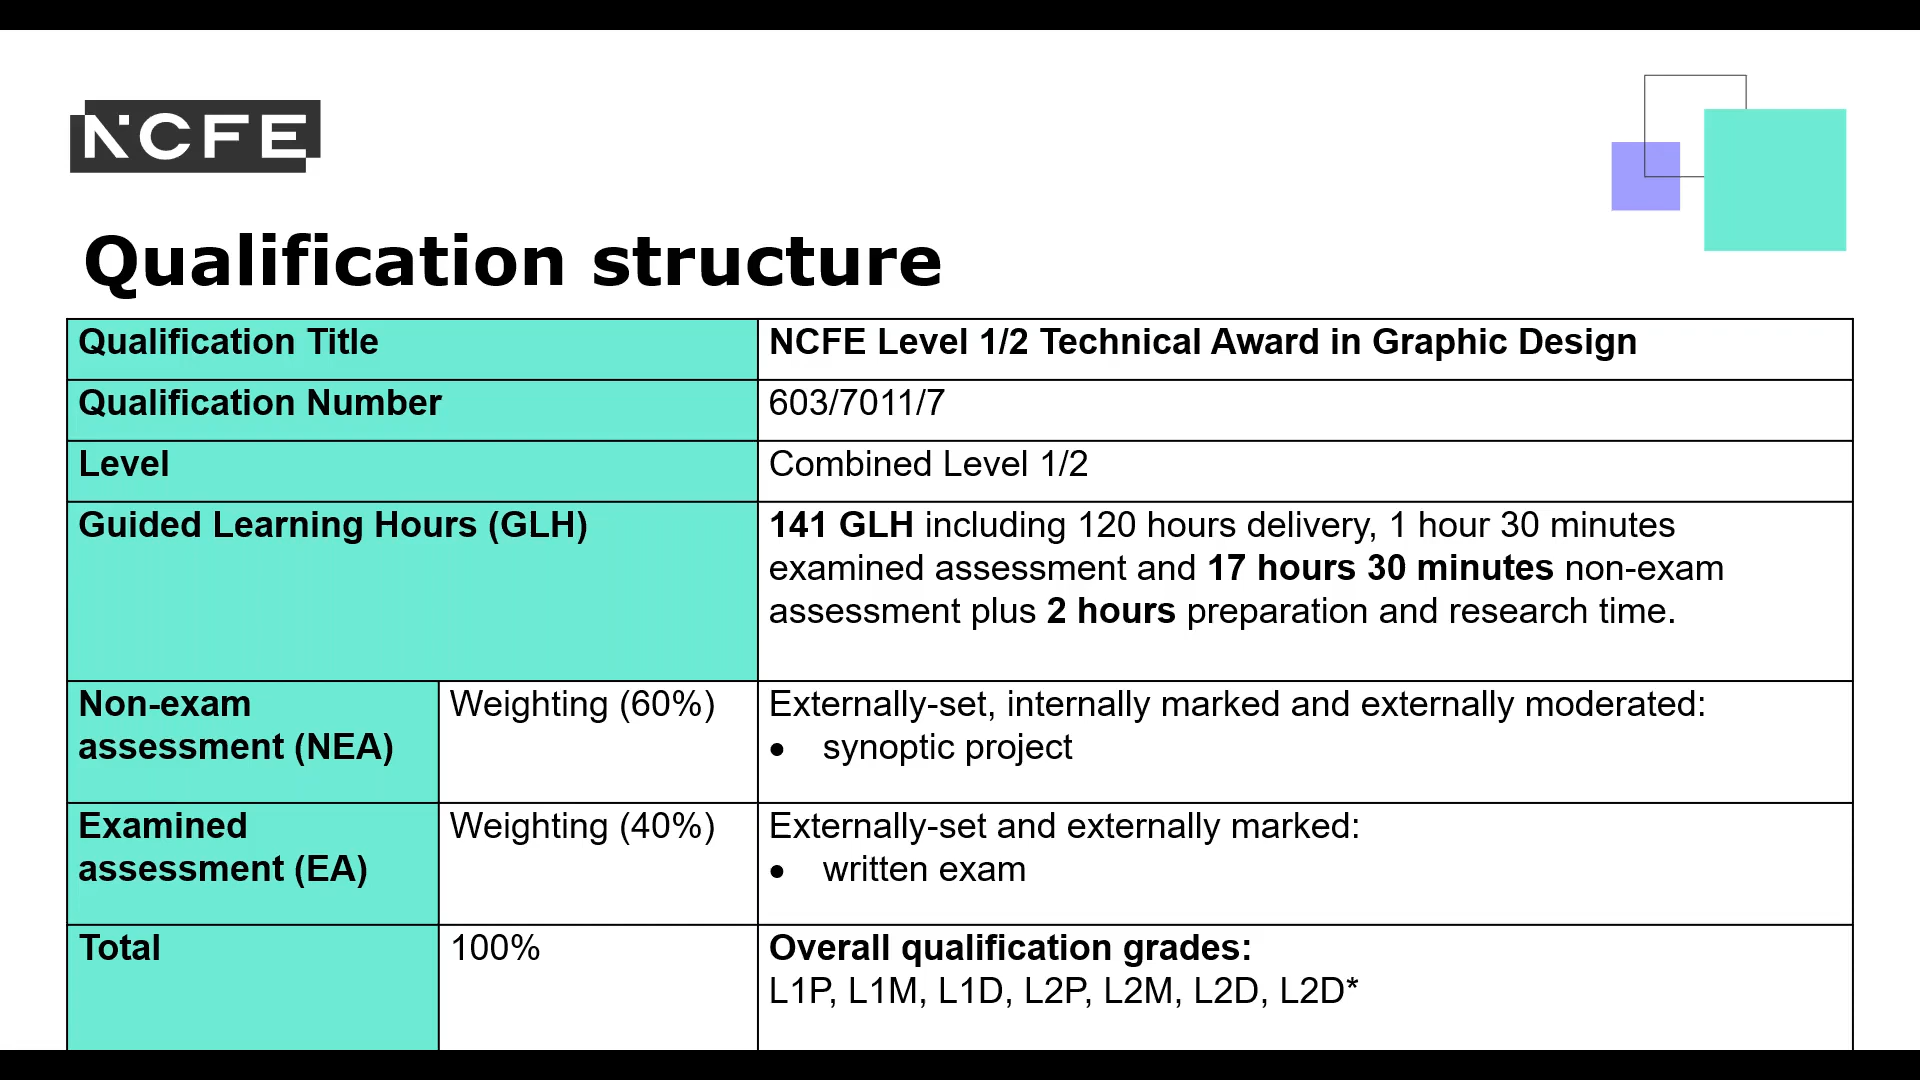 NCFE
Qualification structure
Qualification Title
NCFE Level 1/2 Technical Award in Graphic Design
Qualification Number
603/7011/7
Level
Combined Level 1/2
Guided Learning Hours (GLH)
141 GLH including 120 hours delivery, 1 hour 30 minutes
examined assessment and 17 hours 30 minutes non-exam
assessment plus 2 hours preparation and research time.
Non-exam
assessment (NEA)
Weighting (60%)
Externally-set, internally marked and externally moderated:
• synoptic project
Examined
assessment (EA)
Weighting (40%)
Externally-set and externally marked:
• written exam
Total
100%
Overall qualification grades:
L1P, L1M, L1D, L2P, L2M, L2D, L2D*